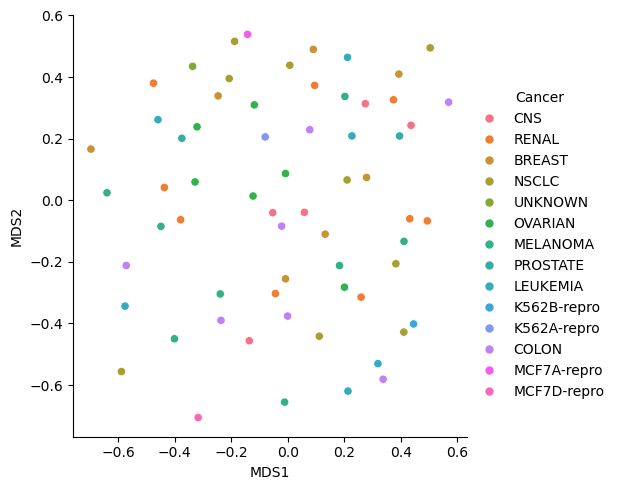 0.6
0.4
0.2
0.0
−0.2
−0.4
−0.6
MDS2
−0.6
−0.4
−0.2
0.0
0.2
0.4
0.6
MDS1
Cancer
CNS
RENAL
BREAST
NSCLC
UNKNOWN
OVARIAN
MELANOMA
PROSTATE
LEUKEMIA
K562B-repro
K562A-repro
COLON
MCF7A-repro
MCF7D-repro